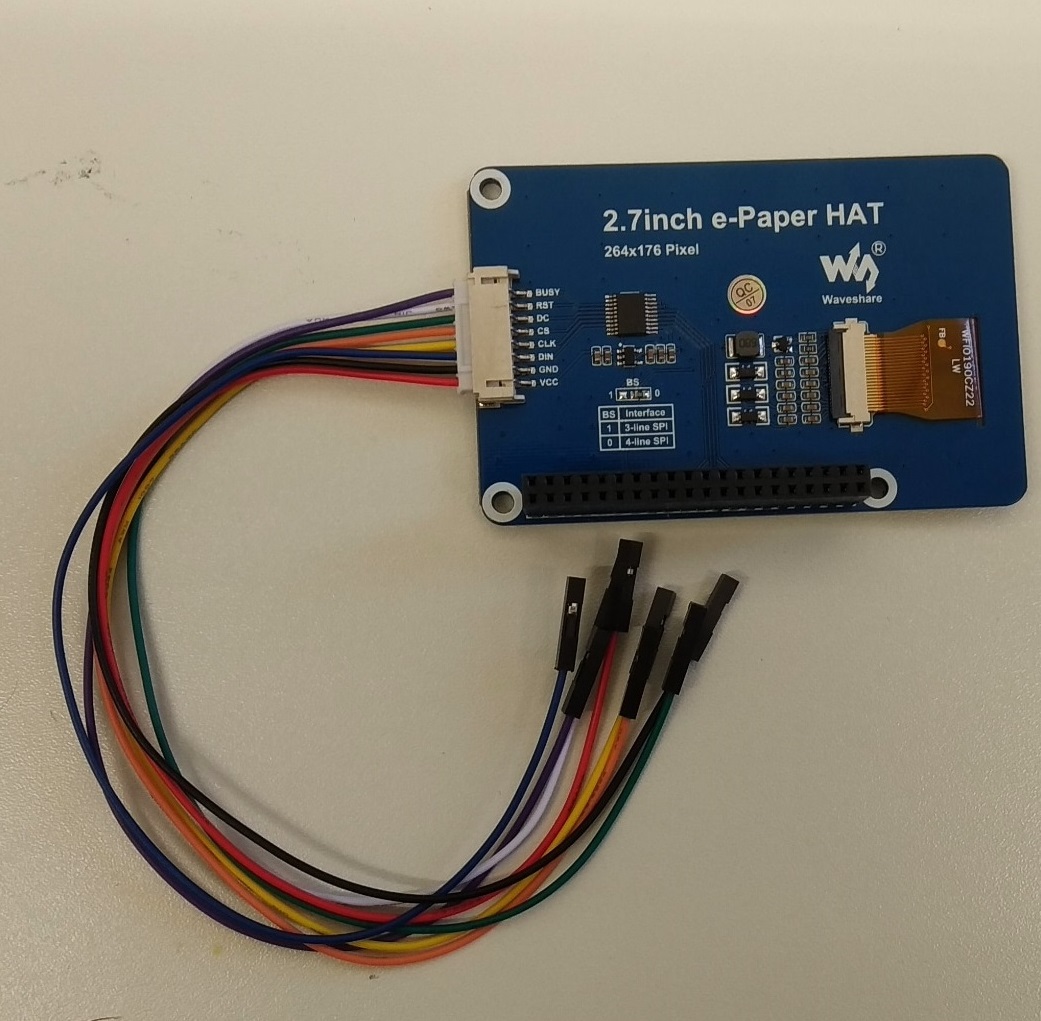 2.7inch e-Paper HAT
264x176 Pixel
®
Waveshare
QC
07
BUSY
RST
DC
CS
CLK
DIN
GND
VCC
BS
1 0
BS Interface
1 3-line SPI
0 4-line SPI
FB
LW